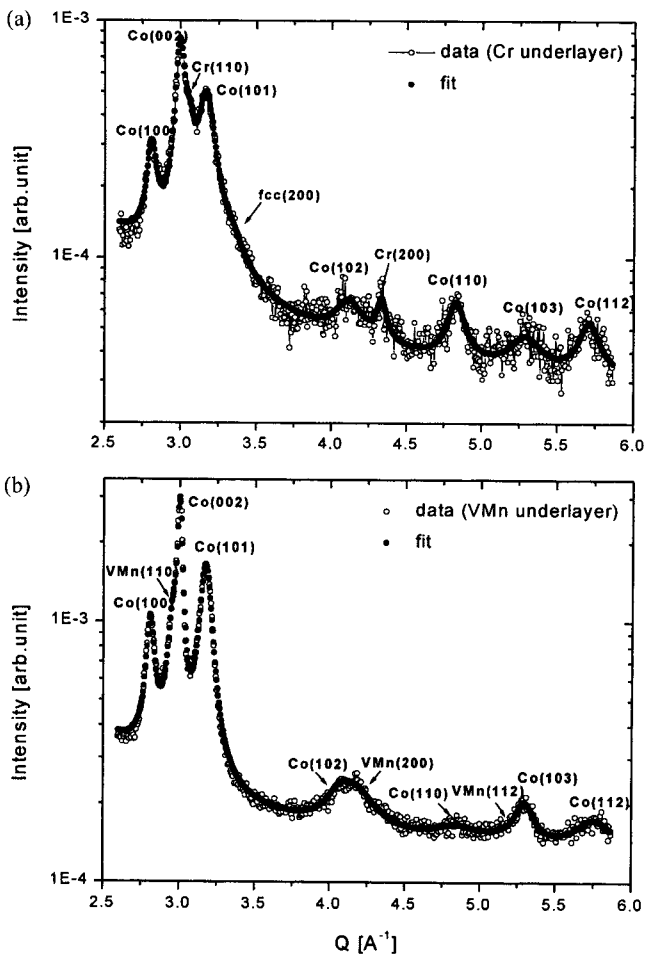 (a)
1E-3
Co(002)
data (Cr underlayer)
Cr(110)
fit
Co(101)
Co(100
fcc(200)
1E-4
Co(102)
Cr(200)
Co(110)
Co(103)
Co(112)
Intensity [arb.unit]
2.5 3.0 3.5 4.0 4.5 5.0 5.5 6.0
(b)
Co(002)
data (VMn underlayer)
fit
Co(101)
VMn(110)
Co(100
1E-3
Intensity [arb.unit]
Co(102)
VMn(200)
Co(110)
VMn(112)
Co(103)
Co(112)
1E-4
2.5 3.0 3.5 4.0 4.5 5.0 5.5 6.0
Q [A⁻¹]